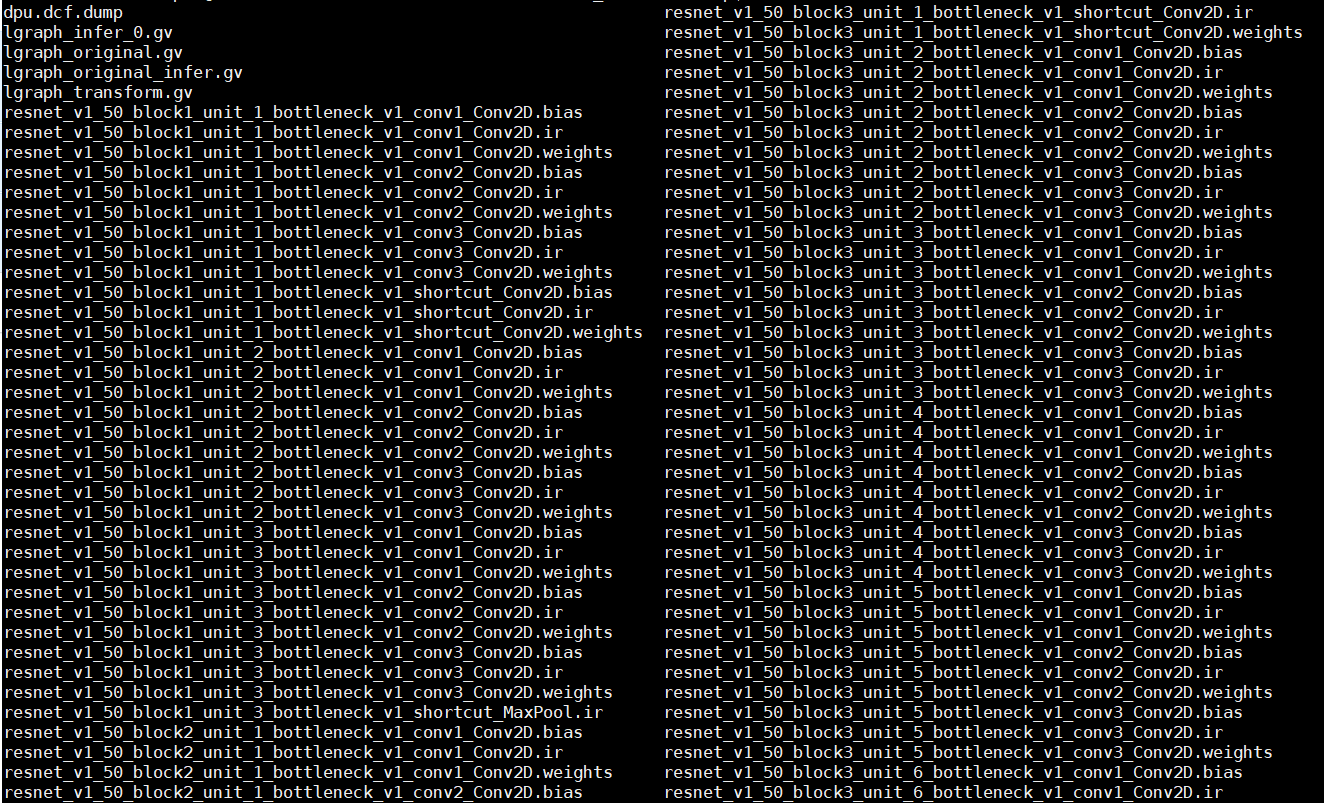 dpu.dcf.dump
lgraph_infer_0.gv
lgraph_original.gv
lgraph_original_infer.gv
lgraph_transform.gv
resnet_v1_50_block1_unit_1_bottleneck_v1_conv1_Conv2D.bias
resnet_v1_50_block1_unit_1_bottleneck_v1_conv1_Conv2D.ir
resnet_v1_50_block1_unit_1_bottleneck_v1_conv1_Conv2D.weights
resnet_v1_50_block1_unit_1_bottleneck_v1_conv2_Conv2D.bias
resnet_v1_50_block1_unit_1_bottleneck_v1_conv2_Conv2D.ir
resnet_v1_50_block1_unit_1_bottleneck_v1_conv2_Conv2D.weights
resnet_v1_50_block1_unit_1_bottleneck_v1_conv3_Conv2D.bias
resnet_v1_50_block1_unit_1_bottleneck_v1_conv3_Conv2D.ir
resnet_v1_50_block1_unit_1_bottleneck_v1_conv3_Conv2D.weights
resnet_v1_50_block1_unit_1_bottleneck_v1_shortcut_Conv2D.bias
resnet_v1_50_block1_unit_1_bottleneck_v1_shortcut_Conv2D.ir
resnet_v1_50_block1_unit_1_bottleneck_v1_shortcut_Conv2D.weights
resnet_v1_50_block1_unit_2_bottleneck_v1_conv1_Conv2D.bias
resnet_v1_50_block1_unit_2_bottleneck_v1_conv1_Conv2D.ir
resnet_v1_50_block1_unit_2_bottleneck_v1_conv1_Conv2D.weights
resnet_v1_50_block1_unit_2_bottleneck_v1_conv2_Conv2D.bias
resnet_v1_50_block1_unit_2_bottleneck_v1_conv2_Conv2D.ir
resnet_v1_50_block1_unit_2_bottleneck_v1_conv2_Conv2D.weights
resnet_v1_50_block1_unit_2_bottleneck_v1_conv3_Conv2D.bias
resnet_v1_50_block1_unit_2_bottleneck_v1_conv3_Conv2D.ir
resnet_v1_50_block1_unit_2_bottleneck_v1_conv3_Conv2D.weights
resnet_v1_50_block1_unit_3_bottleneck_v1_conv1_Conv2D.bias
resnet_v1_50_block1_unit_3_bottleneck_v1_conv1_Conv2D.ir
resnet_v1_50_block1_unit_3_bottleneck_v1_conv1_Conv2D.weights
resnet_v1_50_block1_unit_3_bottleneck_v1_conv2_Conv2D.bias
resnet_v1_50_block1_unit_3_bottleneck_v1_conv2_Conv2D.ir
resnet_v1_50_block1_unit_3_bottleneck_v1_conv2_Conv2D.weights
resnet_v1_50_block1_unit_3_bottleneck_v1_conv3_Conv2D.bias
resnet_v1_50_block1_unit_3_bottleneck_v1_conv3_Conv2D.ir
resnet_v1_50_block1_unit_3_bottleneck_v1_conv3_Conv2D.weights
resnet_v1_50_block1_unit_3_bottleneck_v1_shortcut_MaxPool.ir
resnet_v1_50_block2_unit_1_bottleneck_v1_conv1_Conv2D.bias
resnet_v1_50_block2_unit_1_bottleneck_v1_conv1_Conv2D.ir
resnet_v1_50_block2_unit_1_bottleneck_v1_conv1_Conv2D.weights
resnet_v1_50_block2_unit_1_bottleneck_v1_conv2_Conv2D.bias
resnet_v1_50_block3_unit_1_bottleneck_v1_shortcut_Conv2D.ir
resnet_v1_50_block3_unit_1_bottleneck_v1_shortcut_Conv2D.weights
resnet_v1_50_block3_unit_2_bottleneck_v1_conv1_Conv2D.bias
resnet_v1_50_block3_unit_2_bottleneck_v1_conv1_Conv2D.ir
resnet_v1_50_block3_unit_2_bottleneck_v1_conv1_Conv2D.weights
resnet_v1_50_block3_unit_2_bottleneck_v1_conv2_Conv2D.bias
resnet_v1_50_block3_unit_2_bottleneck_v1_conv2_Conv2D.ir
resnet_v1_50_block3_unit_2_bottleneck_v1_conv2_Conv2D.weights
resnet_v1_50_block3_unit_2_bottleneck_v1_conv3_Conv2D.bias
resnet_v1_50_block3_unit_2_bottleneck_v1_conv3_Conv2D.ir
resnet_v1_50_block3_unit_2_bottleneck_v1_conv3_Conv2D.weights
resnet_v1_50_block3_unit_3_bottleneck_v1_conv1_Conv2D.bias
resnet_v1_50_block3_unit_3_bottleneck_v1_conv1_Conv2D.ir
resnet_v1_50_block3_unit_3_bottleneck_v1_conv1_Conv2D.weights
resnet_v1_50_block3_unit_3_bottleneck_v1_conv2_Conv2D.bias
resnet_v1_50_block3_unit_3_bottleneck_v1_conv2_Conv2D.ir
resnet_v1_50_block3_unit_3_bottleneck_v1_conv2_Conv2D.weights
resnet_v1_50_block3_unit_3_bottleneck_v1_conv3_Conv2D.bias
resnet_v1_50_block3_unit_3_bottleneck_v1_conv3_Conv2D.ir
resnet_v1_50_block3_unit_3_bottleneck_v1_conv3_Conv2D.weights
resnet_v1_50_block3_unit_4_bottleneck_v1_conv1_Conv2D.bias
resnet_v1_50_block3_unit_4_bottleneck_v1_conv1_Conv2D.ir
resnet_v1_50_block3_unit_4_bottleneck_v1_conv1_Conv2D.weights
resnet_v1_50_block3_unit_4_bottleneck_v1_conv2_Conv2D.bias
resnet_v1_50_block3_unit_4_bottleneck_v1_conv2_Conv2D.ir
resnet_v1_50_block3_unit_4_bottleneck_v1_conv2_Conv2D.weights
resnet_v1_50_block3_unit_4_bottleneck_v1_conv3_Conv2D.bias
resnet_v1_50_block3_unit_4_bottleneck_v1_conv3_Conv2D.ir
resnet_v1_50_block3_unit_4_bottleneck_v1_conv3_Conv2D.weights
resnet_v1_50_block3_unit_5_bottleneck_v1_conv1_Conv2D.bias
resnet_v1_50_block3_unit_5_bottleneck_v1_conv1_Conv2D.ir
resnet_v1_50_block3_unit_5_bottleneck_v1_conv1_Conv2D.weights
resnet_v1_50_block3_unit_5_bottleneck_v1_conv2_Conv2D.bias
resnet_v1_50_block3_unit_5_bottleneck_v1_conv2_Conv2D.ir
resnet_v1_50_block3_unit_5_bottleneck_v1_conv2_Conv2D.weights
resnet_v1_50_block3_unit_5_bottleneck_v1_conv3_Conv2D.bias
resnet_v1_50_block3_unit_5_bottleneck_v1_conv3_Conv2D.ir
resnet_v1_50_block3_unit_5_bottleneck_v1_conv3_Conv2D.weights
resnet_v1_50_block3_unit_6_bottleneck_v1_conv1_Conv2D.bias
resnet_v1_50_block3_unit_6_bottleneck_v1_conv1_Conv2D.ir